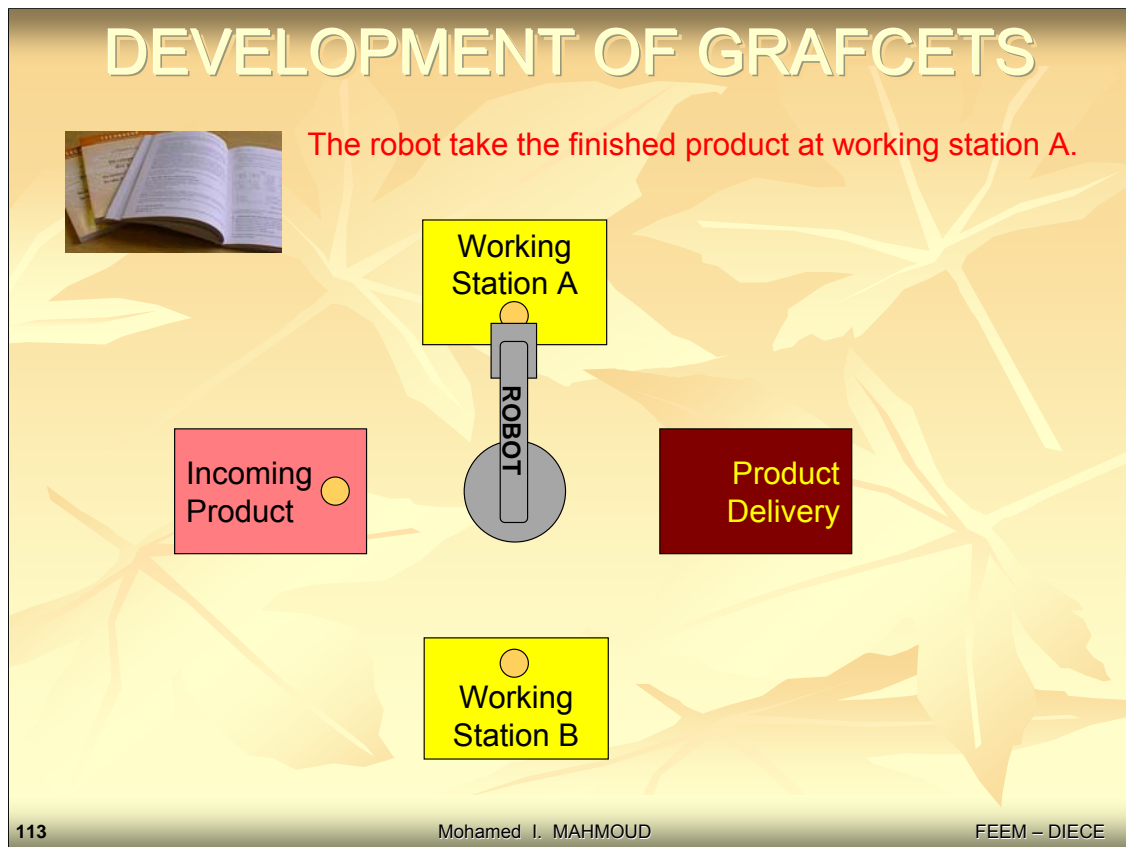 DEVELOPMENT OF GRAFCETS
The robot take the finished product at working station A.
Working
Station A
ROBOT
Incoming
Product
Product
Delivery
Working
Station B
113
Mohamed I. MAHMOUD
FEEM – DIECE